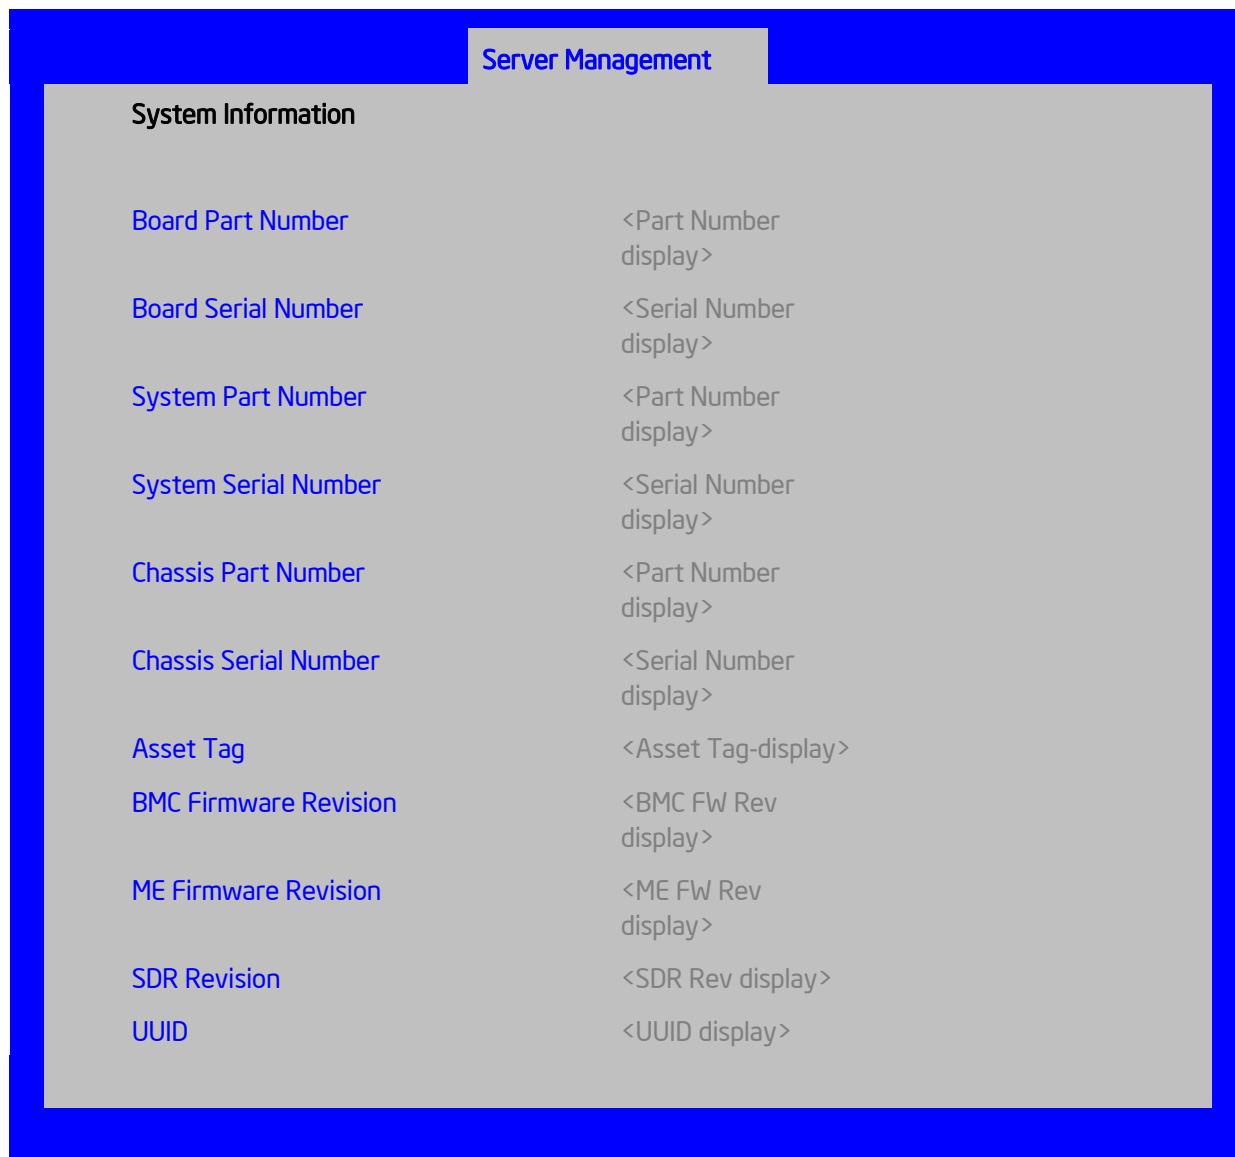 Server Management
System Information
Board Part Number <Part Number
display>
Board Serial Number <Serial Number
display>
System Part Number <Part Number
display>
System Serial Number <Serial Number
display>
Chassis Part Number <Part Number
display>
Chassis Serial Number <Serial Number
display>
Asset Tag <Asset Tag-display>
BMC Firmware Revision <BMC FW Rev
display>
ME Firmware Revision <ME FW Rev
display>
SDR Revision <SDR Rev display>
UUID <UUID display>